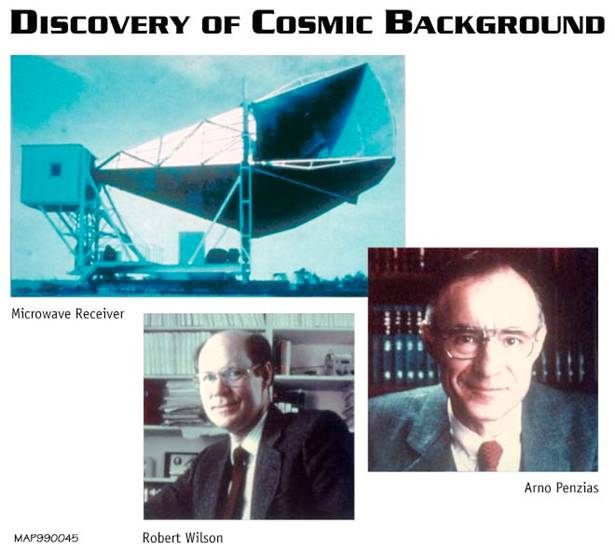 Discovery of Cosmic Background
Microwave Receiver
Arno Penzias
MAP990045
Robert Wilson